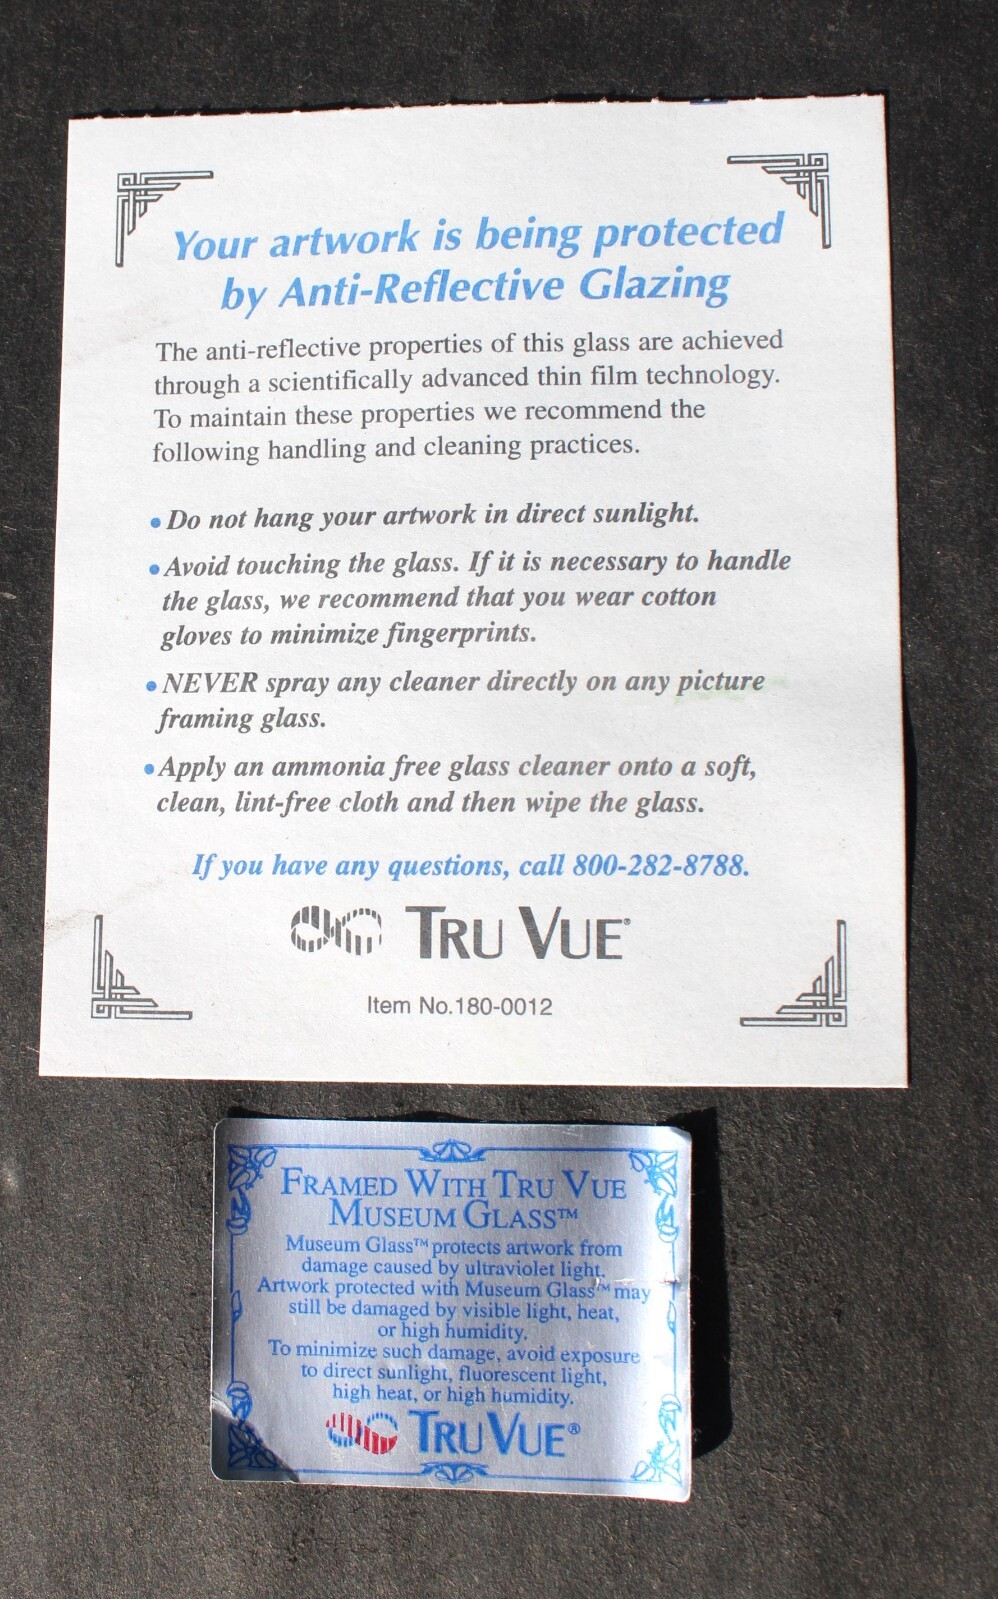 Your artwork is being protected
by Anti-Reflective Glazing
The anti-reflective properties of this glass are achieved
through a scientifically advanced thin film technology.
To maintain these properties we recommend the
following handling and cleaning practices.
• Do not hang your artwork in direct sunlight.
• Avoid touching the glass. If it is necessary to handle
the glass, we recommend that you wear cotton
gloves to minimize fingerprints.
• NEVER spray any cleaner directly on any picture
framing glass.
• Apply an ammonia free glass cleaner onto a soft,
clean, lint-free cloth and then wipe the glass.
If you have any questions, call 800-282-8788.
TRU VUE®
Item No.180-0012
FRAMED WITH TRU VUE
MUSEUM GLASS™
Museum Glass™ protects artwork from
damage caused by ultraviolet light.
Artwork protected with Museum Glass™ may
still be damaged by visible light, heat,
or high humidity.
To minimize such damage, avoid exposure
to direct sunlight, fluorescent light,
high heat, or high humidity.
TRU VUE®